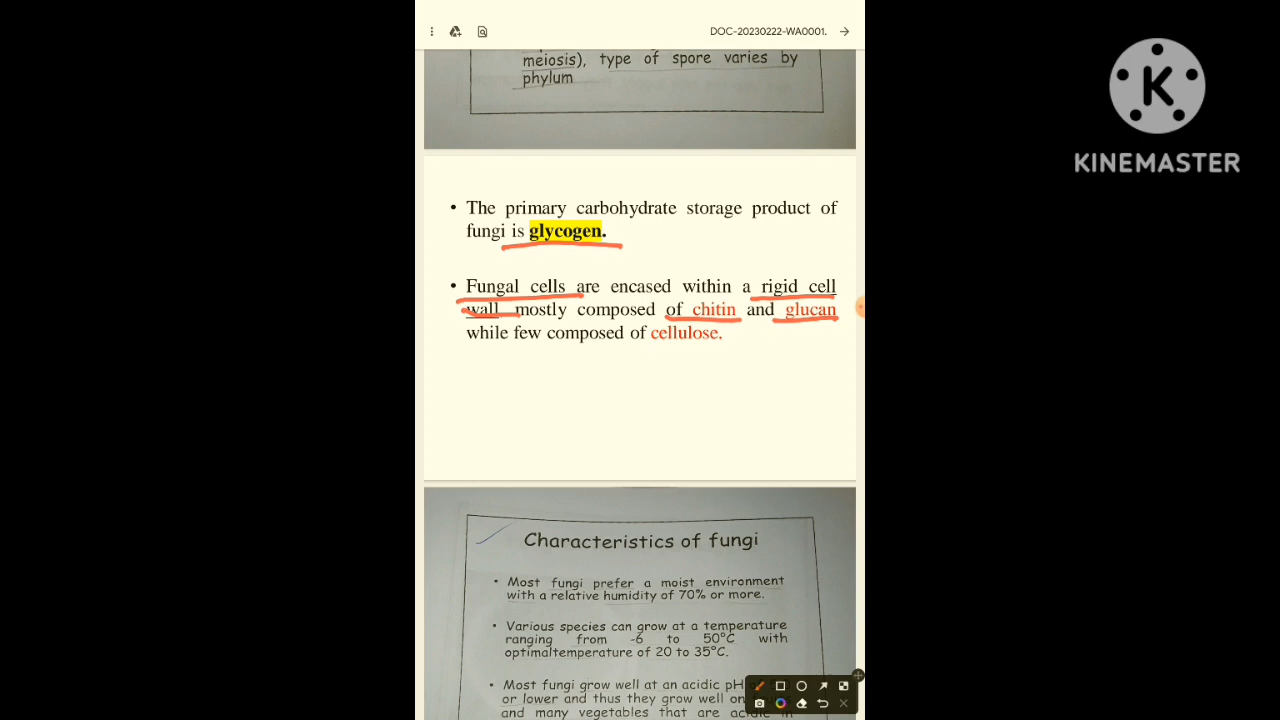 DOC-20230222-WA0001.
K
KINEMASTER
meiosis), type of spore varies by
phylum
• The primary carbohydrate storage product of
fungi is glycogen.
• Fungal cells are encased within a rigid cell
wall mostly composed of chitin and glucan
while few composed of cellulose.
Characteristics of fungi
• Most fungi prefer a moist environment
with a relative humidity of 70% or more.
• Various species can grow at a temperature
ranging from -6 to 50°C with
optimaltemperature of 20 to 35°C.
• Most fungi grow well at an acidic pH
or lower and thus they grow well on
and many vegetables that are acidic in